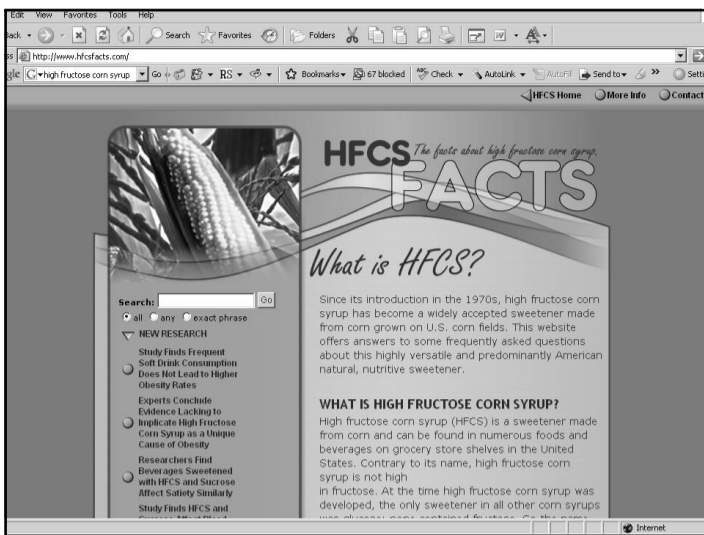 Edit View Favorites Tools Help
Back Search Favorites Folders
http://www.hfcsfacts.com/
gle G high fructose corn syrup Go RS Bookmarks 67 blocked ABC Check AutoLink AutoFill Send to Setti
HFCS Home More Info Contact
HFCS The facts about high fructose corn syrup.
FACTS
What is HFCS?
Search: Go
all any exact phrase
NEW RESEARCH
Study Finds Frequent
Soft Drink Consumption
Does Not Lead to Higher
Obesity Rates
Experts Conclude
Evidence Lacking to
Implicate High Fructose
Corn Syrup as a Unique
Cause of Obesity
Researchers Find
Beverages Sweetened
with HFCS and Sucrose
Affect Satiety Similarly
Study Finds HFCS and
Since its introduction in the 1970s, high fructose corn
syrup has become a widely accepted sweetener made
from corn grown on U.S. corn fields. This website
offers answers to some frequently asked questions
about this highly versatile and predominantly American
natural, nutritive sweetener.
WHAT IS HIGH FRUCTOSE CORN SYRUP?
High fructose corn syrup (HFCS) is a sweetener made
from corn and can be found in numerous foods and
beverages on grocery store shelves in the United
States. Contrary to its name, high fructose corn
syrup is not high
in fructose. At the time high fructose corn syrup was
developed, the only sweetener in all other corn syrups
Internet